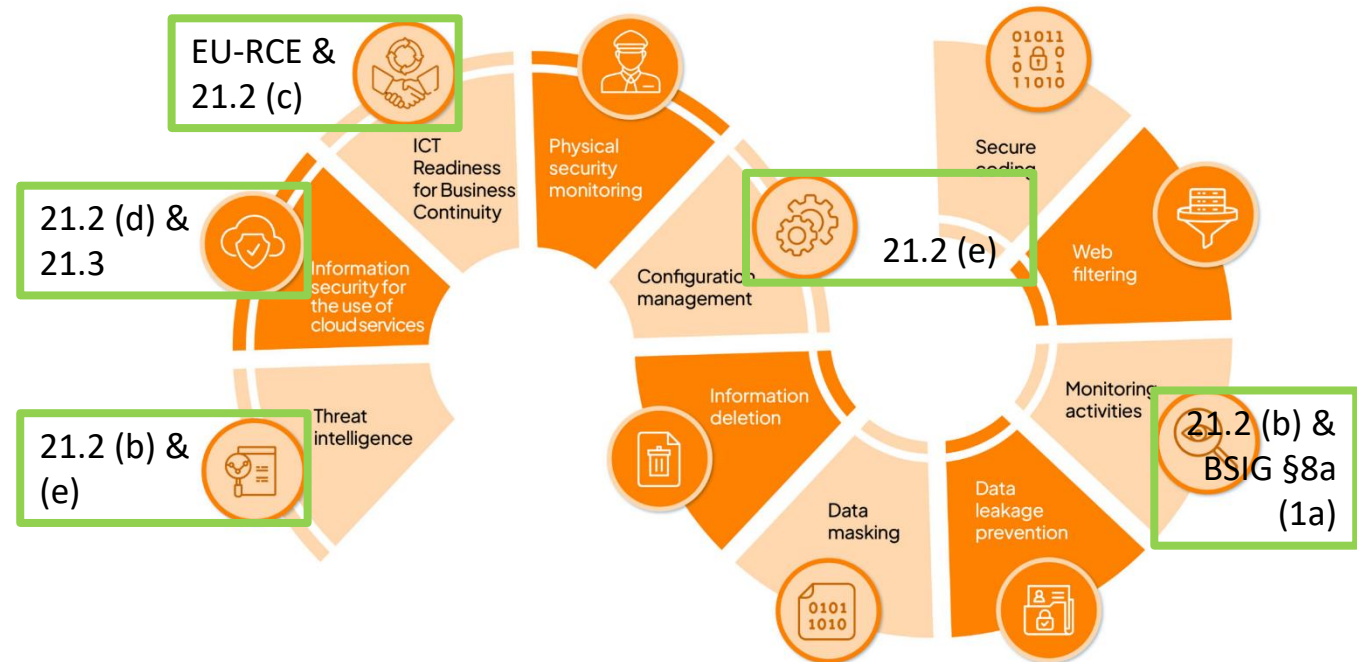 EU-RCE &
21.2 (c)
ICT
Readiness
for Business
Continuity
Physical
security
monitoring
21.2 (d) &
21.3
Information
security for
the use of
cloud services
Threat
intelligence
21.2 (b) &
(e)
Configuration
management
21.2 (e)
Secure
coding
01011
1 0
0 1
11010
Web
filtering
Monitoring
activities
21.2 (b) &
BSIG §8a
(1a)
Information
deletion
Data
masking
0101
1010
Data
leakage
prevention